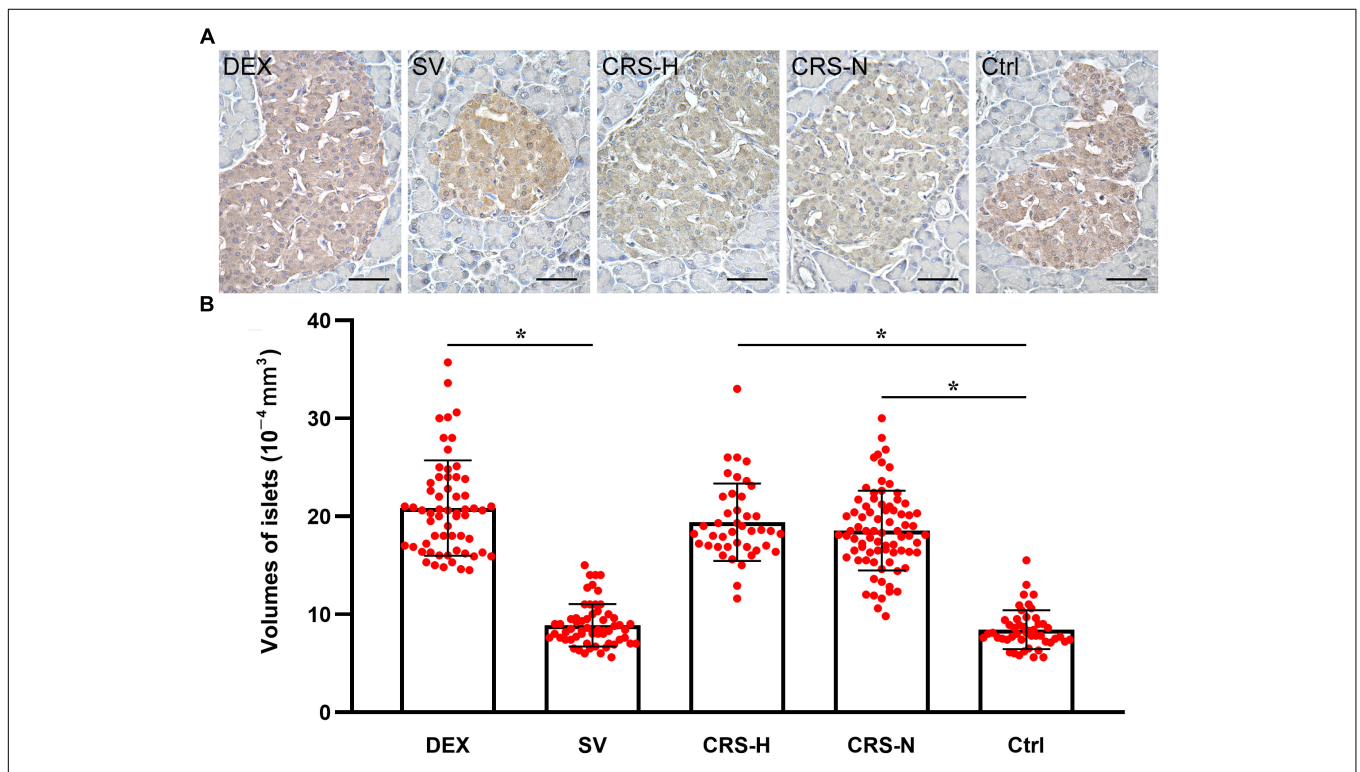 A
DEX SV CRS-H CRS-N Ctrl
B
Volumes of islets (10⁻⁴ mm³)
40
30
20
10
0
*
*
*
DEX SV CRS-H CRS-N Ctrl